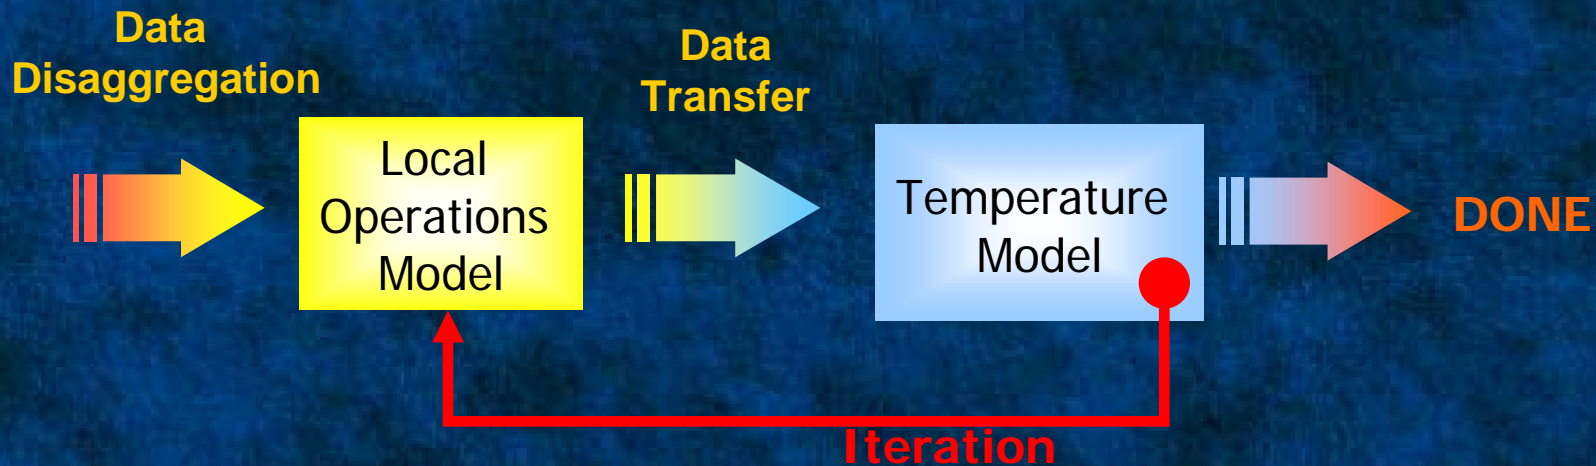 Data
Disaggregation
Local
Operations
Model
Data
Transfer
Temperature
Model
DONE
Iteration